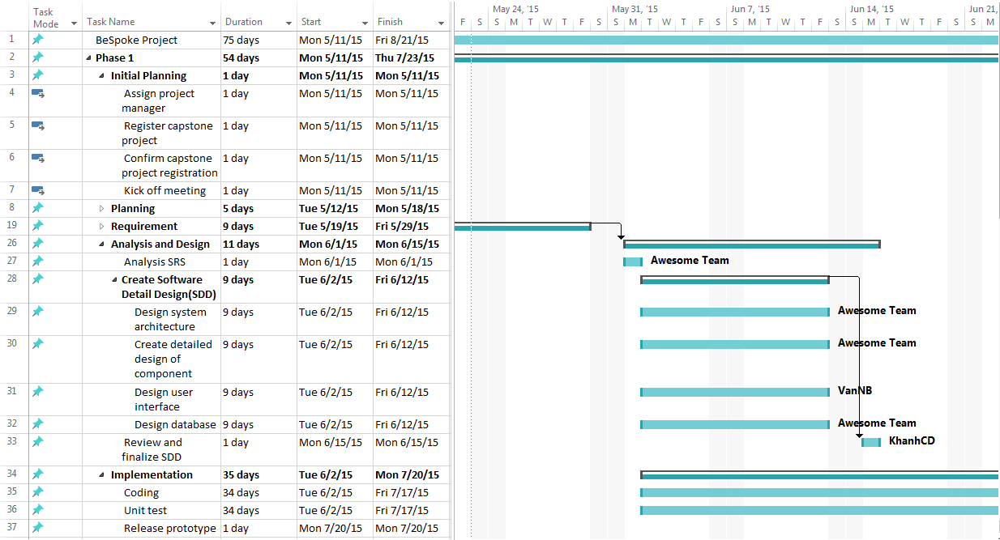 Task Mode Task Name Duration Start Finish
May 24, '15 May 31, '15 Jun 7, '15 Jun 14, '15 Jun 21,
F S S M T W T F S S M T W T F S S M T W T F S S M T W T F S S M
1 BeSpoke Project 75 days Mon 5/11/15 Fri 8/21/15
2 Phase 1 54 days Mon 5/11/15 Thu 7/23/15
3 Initial Planning 1 day Mon 5/11/15 Mon 5/11/15
4 Assign project 1 day Mon 5/11/15 Mon 5/11/15
manager
5 Register capstone 1 day Mon 5/11/15 Mon 5/11/15
project
6 Confirm capstone 1 day Mon 5/11/15 Mon 5/11/15
project registration
7 Kick off meeting 1 day Mon 5/11/15 Mon 5/11/15
8 Planning 5 days Tue 5/12/15 Mon 5/18/15
19 Requirement 9 days Tue 5/19/15 Fri 5/29/15
26 Analysis and Design 11 days Mon 6/1/15 Mon 6/15/15
27 Analysis SRS 1 day Mon 6/1/15 Mon 6/1/15 Awesome Team
28 Create Software 9 days Tue 6/2/15 Fri 6/12/15
Detail Design(SDD)
29 Design system 9 days Tue 6/2/15 Fri 6/12/15 Awesome Team
architecture
30 Create detailed 9 days Tue 6/2/15 Fri 6/12/15 Awesome Team
design of
component
31 Design user 9 days Tue 6/2/15 Fri 6/12/15 VanNB
interface
32 Design database 9 days Tue 6/2/15 Fri 6/12/15 Awesome Team
33 Review and 1 day Mon 6/15/15 Mon 6/15/15 KhanhCD
finalize SDD
34 Implementation 35 days Tue 6/2/15 Mon 7/20/15
35 Coding 34 days Tue 6/2/15 Fri 7/17/15
36 Unit test 34 days Tue 6/2/15 Fri 7/17/15
37 Release prototype 1 day Mon 7/20/15 Mon 7/20/15